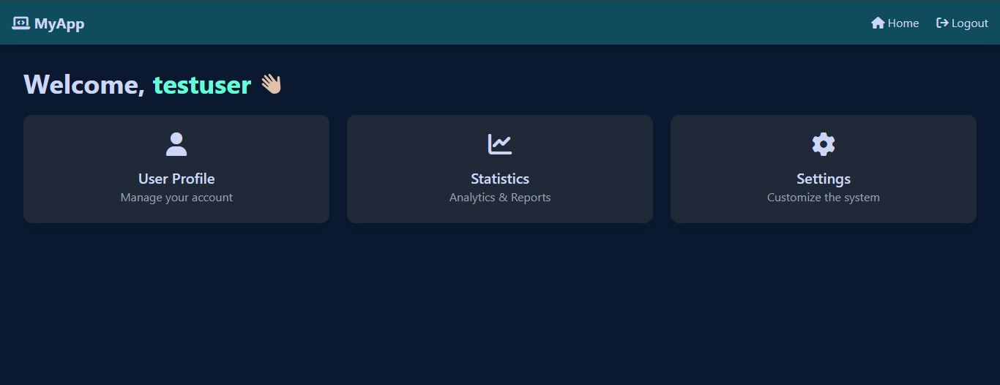 MyApp
Home
Logout
Welcome, testuser 👋🏼
User Profile
Manage your account
Statistics
Analytics & Reports
Settings
Customize the system